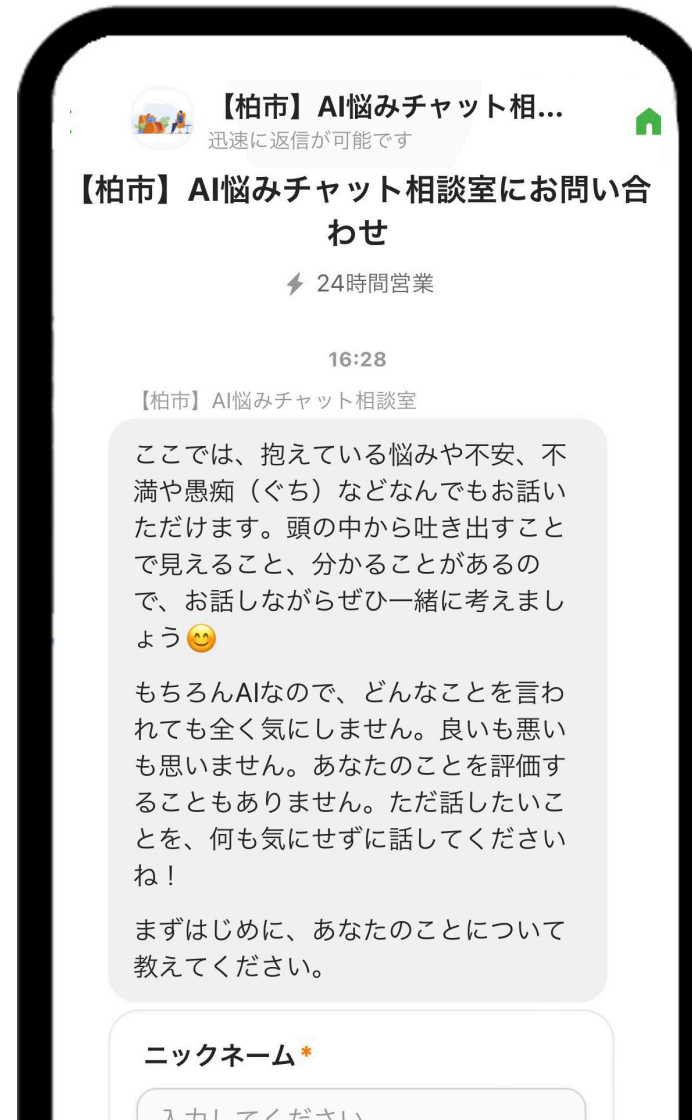 【柏市】AI悩みチャット相...
迅速に返信が可能です
【柏市】AI悩みチャット相談室にお問い合
わせ
24時間営業
16:28
【柏市】AI悩みチャット相談室
ここでは、抱えている悩みや不安、不
満や愚痴（ぐち）などなんでもお話い
ただけます。頭の中から吐き出すこと
で見えること、分かることがあるの
で、お話しながらぜひ一緒に考えまし
ょう😊
もちろんAIなので、どんなことを言わ
れても全く気にしません。良いも悪い
も思いません。あなたのことを評価す
ることもありません。ただ話したいこ
とを、何も気にせずに話してください
ね！
まずはじめに、あなたのことについて
教えてください。
ニックネーム*
入力してください